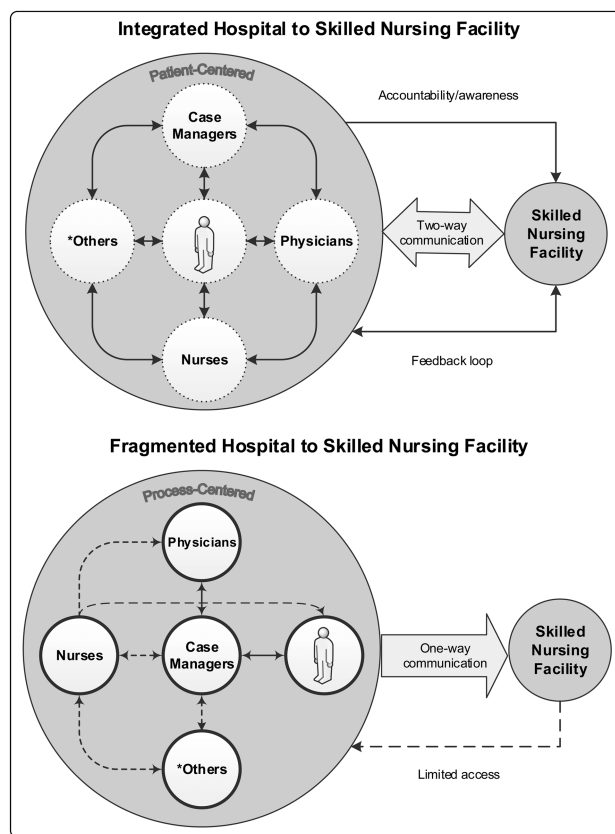 Integrated Hospital to Skilled Nursing Facility
Patient-Centered
Case
Managers
Accountability/awareness
*Others
Physicians
Two-way
communication
Skilled
Nursing
Facility
Nurses
Feedback loop
Fragmented Hospital to Skilled Nursing Facility
Process-Centered
Physicians
Nurses
Case
Managers
One-way
communication
Skilled
Nursing
Facility
*Others
Limited access